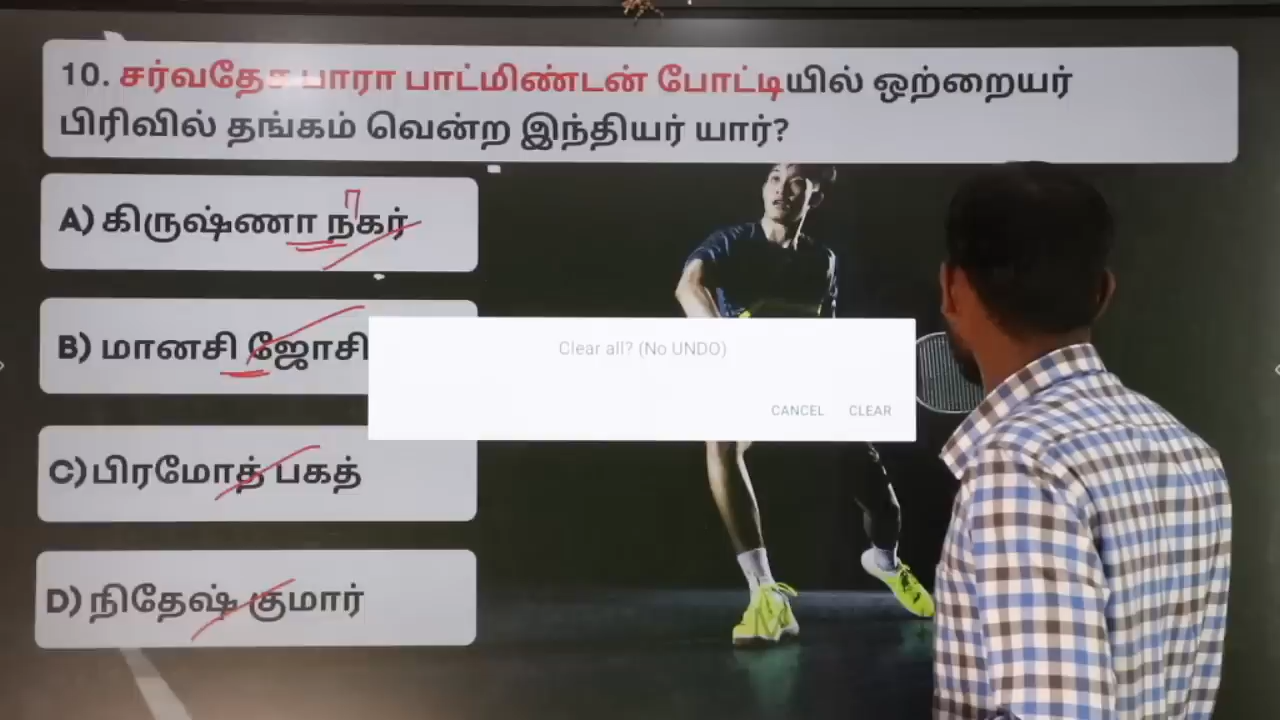 10. சர்வதேச பாரா பாட்மிண்டன் போட்டியில் ஒற்றையர்
பிரிவில் தங்கம் வென்ற இந்தியர் யார்?
A) கிருஷ்ணா நகர்
B) மானசி ஜோசி
Clear all? (No UNDO)
CANCEL CLEAR
C) பிரமோத் பகத்
D) நிதேஷ் குமார்